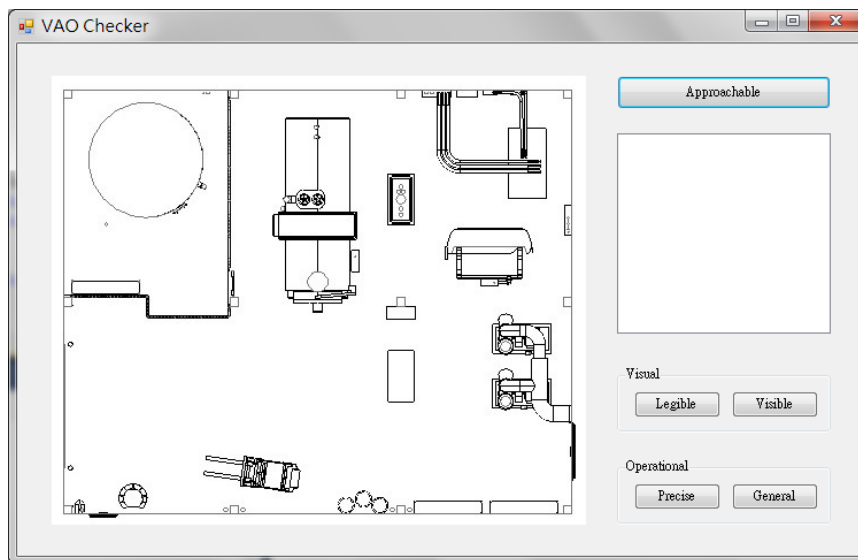 VAO Checker
Approachable
Visual
Legible
Visible
Operational
Precise
General